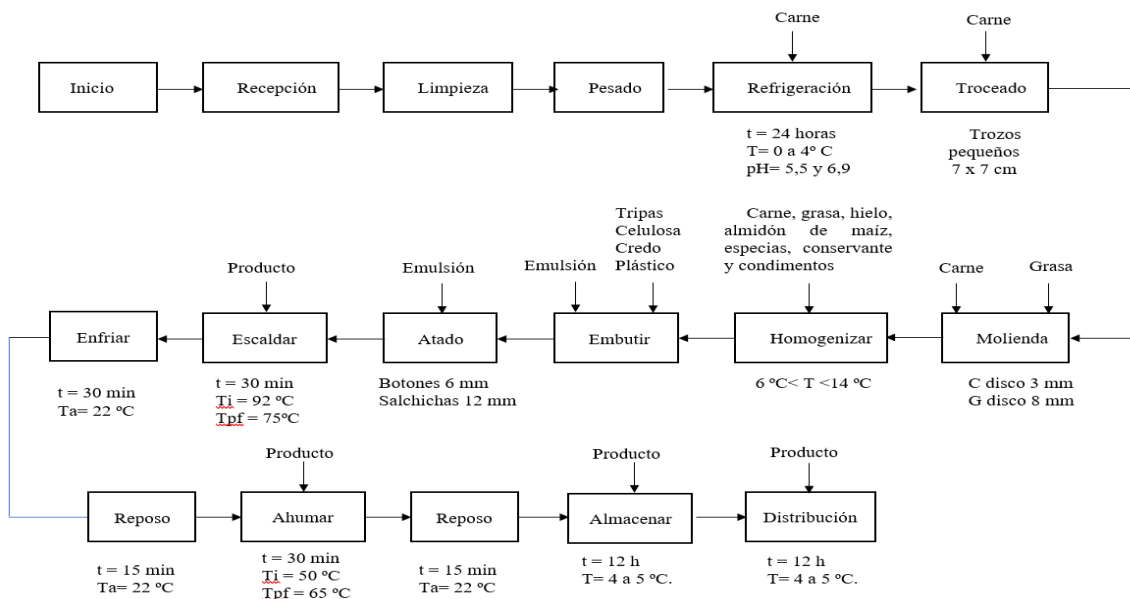 Carne
Carne
Inicio
Recepción
Limpieza
Pesado
Refrigeración
Troceado
t = 24 horas
T= 0 a 4º C
pH= 5,5 y 6,9
Trozos
pequeños
7 x 7 cm
Tripas
Celulosa
Credo
Plástico
Carne, grasa, hielo,
almidón de maíz,
especias, conservante
y condimentos
Producto
Emulsión
Emulsión
Carne
Grasa
Enfriar
Escaldar
Atado
Embutir
Homogenizar
Molienda
t = 30 min
Ta= 22 ºC
t = 30 min
Ti = 92 ºC
Tpf = 75ºC
Botones 6 mm
Salchichas 12 mm
6 ºC< T <14 ºC
C disco 3 mm
G disco 8 mm
Producto
Producto
Producto
Reposo
Ahumar
Reposo
Almacenar
Distribución
t = 15 min
Ta= 22 ºC
t = 30 min
Ti = 50 ºC
Tpf = 65 ºC
t = 15 min
Ta= 22 ºC
t = 12 h
T= 4 a 5 ºC.
t = 12 h
T= 4 a 5 ºC.